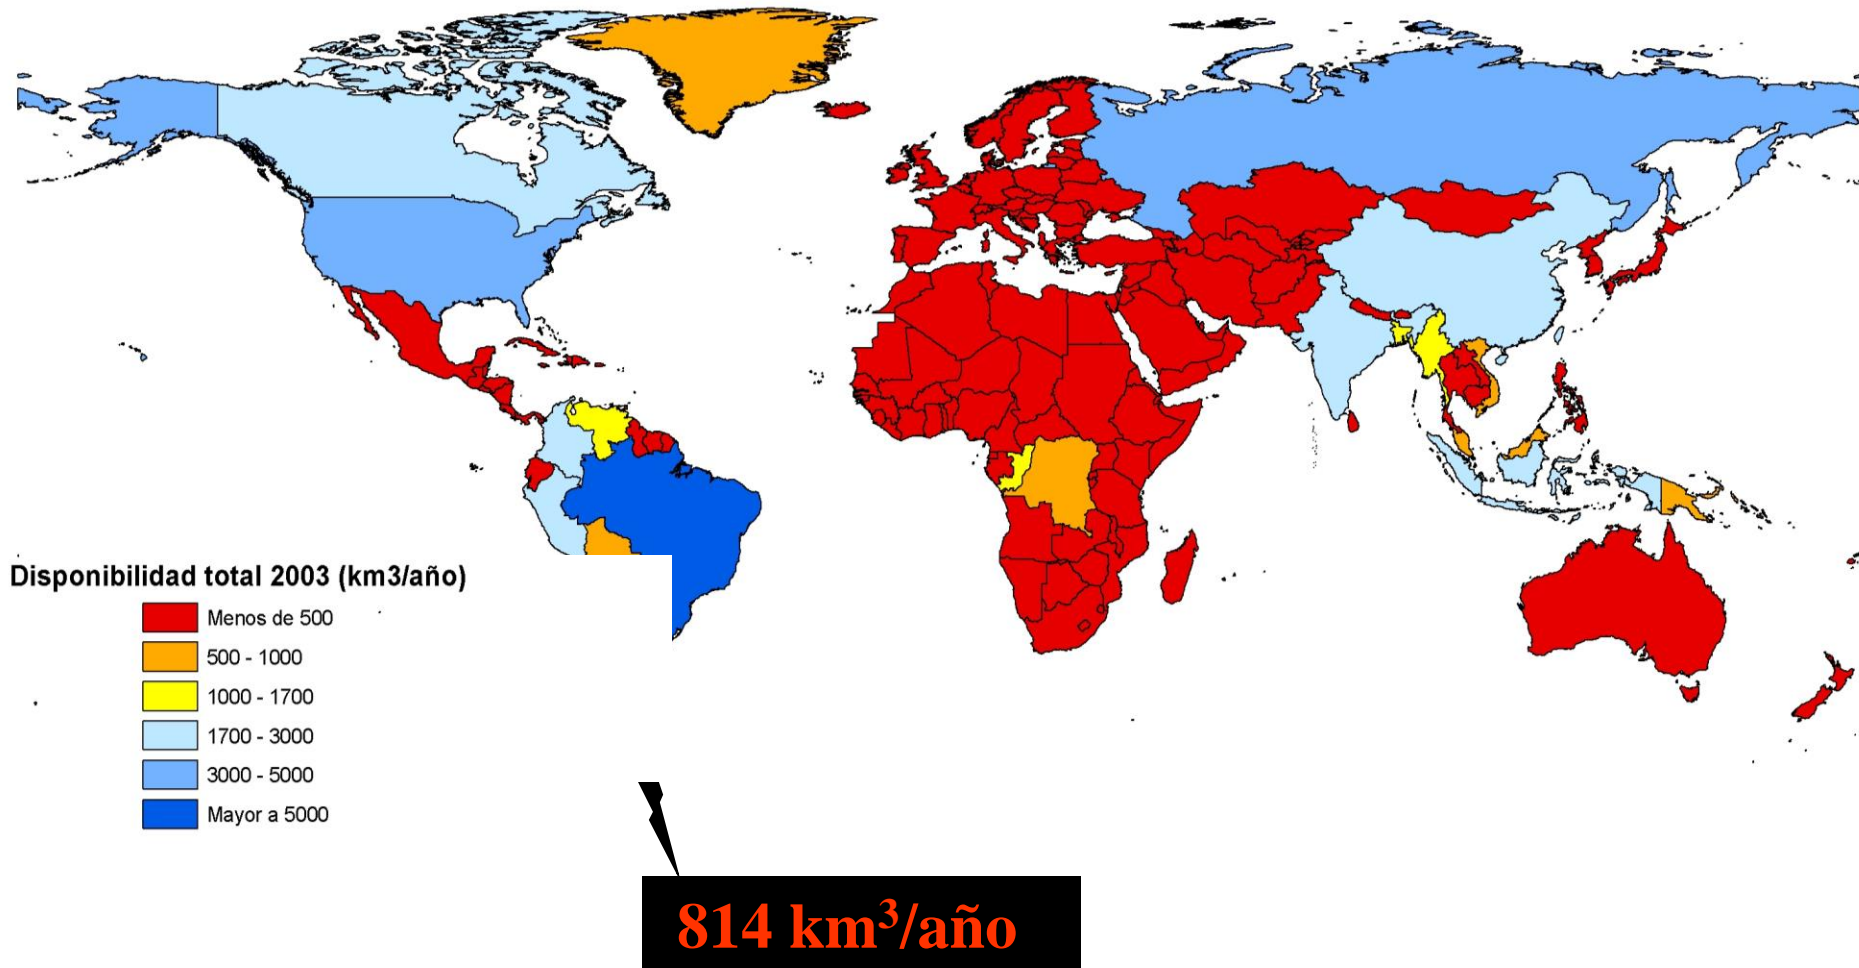 Disponibilidad total 2003 (km3/año)
Menos de 500
500 - 1000
1000 - 1700
1700 - 3000
3000 - 5000
Mayor a 5000
814 km³/año